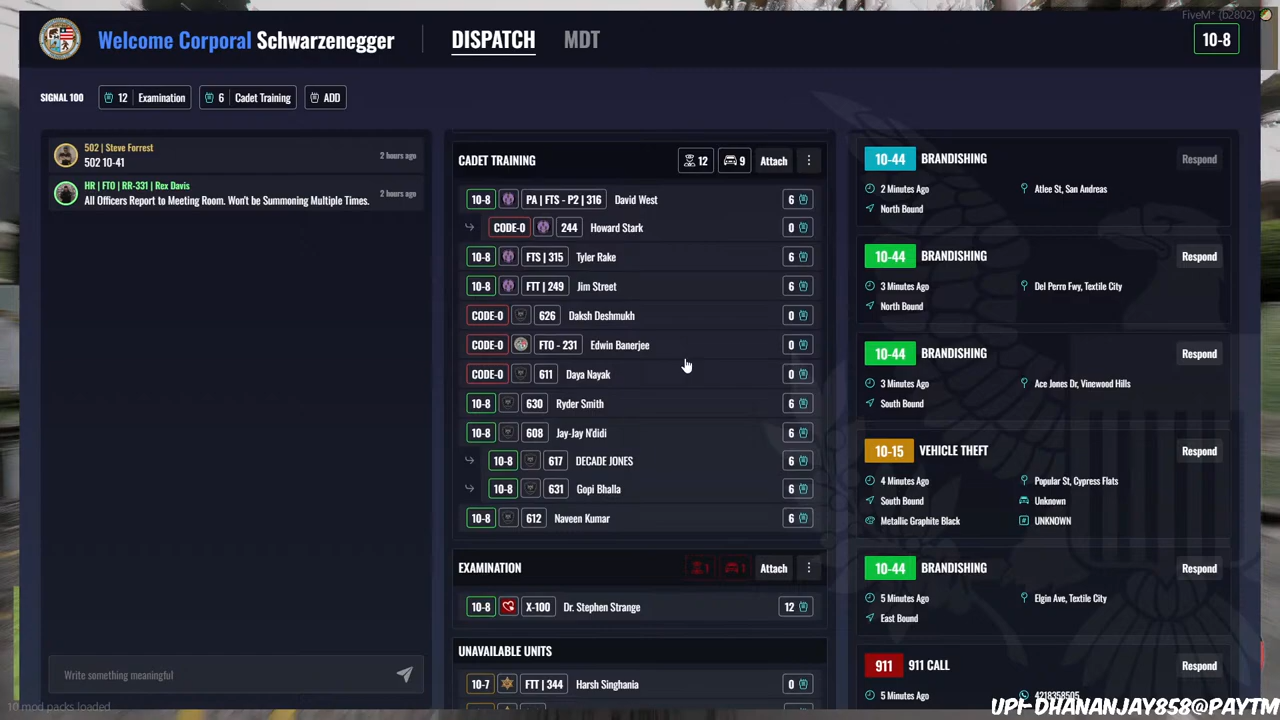 FiveM* (b2802)
Welcome Corporal Schwarzenegger
DISPATCH
MDT
10-8
SIGNAL 100
12 Examination
6 Cadet Training
ADD
502 | Steve Forrest
502 10-41
2 hours ago
HR | FTO | RR-331 | Rex Davis
All Officers Report to Meeting Room. Won't be Summoning Multiple Times.
2 hours ago
Write something meaningful
CADET TRAINING 12 9 Attach
10-8 PA | FTS - P2 | 316 David West 6
CODE-0 244 Howard Stark 0
10-8 FTS | 315 Tyler Rake 6
10-8 FTT | 249 Jim Street 6
CODE-0 626 Daksh Deshmukh 0
CODE-0 FTO - 231 Edwin Banerjee 0
CODE-0 611 Daya Nayak 0
10-8 630 Ryder Smith 6
10-8 608 Jay-Jay N'didi 6
10-8 617 DECADE JONES 6
10-8 631 Gopi Bhalla 6
10-8 612 Naveen Kumar 6
EXAMINATION 1 1 Attach
10-8 X-100 Dr. Stephen Strange 12
UNAVAILABLE UNITS
10-7 FTT | 344 Harsh Singhania 0
10-44 BRANDISHING Respond
2 Minutes Ago Atlee St, San Andreas
North Bound
10-44 BRANDISHING Respond
3 Minutes Ago Del Perro Fwy, Textile City
North Bound
10-44 BRANDISHING Respond
3 Minutes Ago Ace Jones Dr, Vinewood Hills
South Bound
10-15 VEHICLE THEFT Respond
4 Minutes Ago Popular St, Cypress Flats
South Bound Unknown
Metallic Graphite Black UNKNOWN
10-44 BRANDISHING Respond
5 Minutes Ago Elgin Ave, Textile City
East Bound
911 911 CALL Respond
5 Minutes Ago 4218358505
10 mod packs loaded
UPI-DHANANJAY858@PAYTM